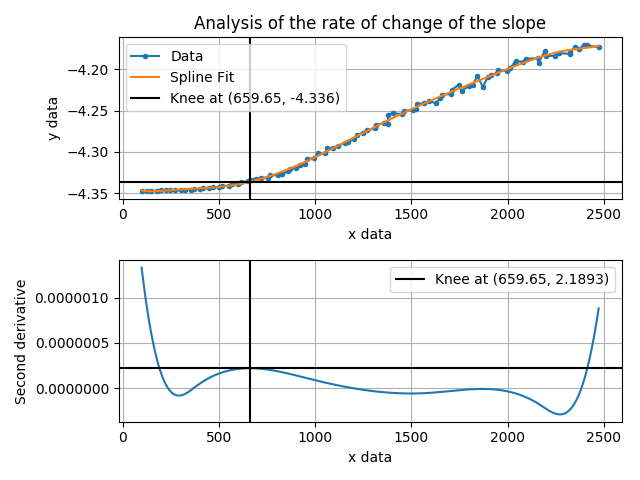 Analysis of the rate of change of the slope
Data
Spline Fit
Knee at (659.65, -4.336)
y data
−4.20
−4.25
−4.30
−4.35
0 500 1000 1500 2000 2500
x data
Knee at (659.65, 2.1893)
Second derivative
0.0000010
0.0000005
0.0000000
0 500 1000 1500 2000 2500
x data